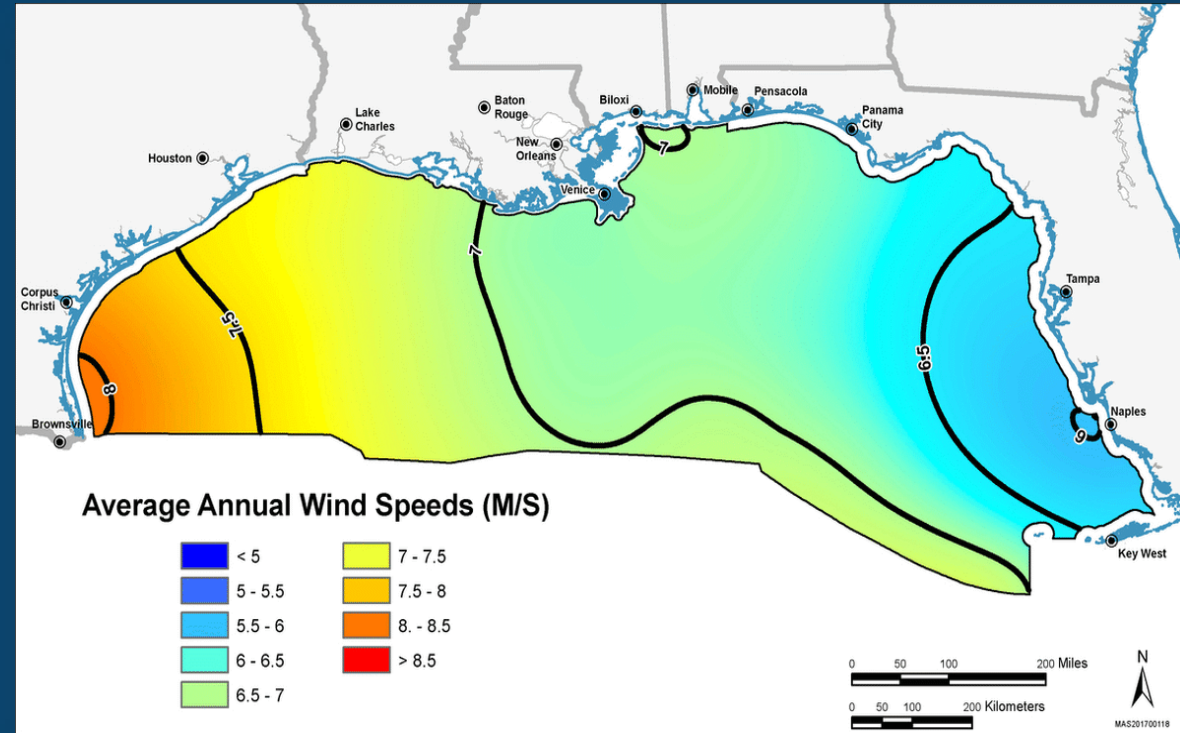 Mobile
Pensacola
Biloxi
Baton
Rouge
Panama
City
Lake
Charles
New
Orleans
7
Houston
Venice
7
Tampa
Corpus
Christi
7.5
6.5
8
Naples
Brownsville
6
Average Annual Wind Speeds (M/S)
Key West
< 5
7 - 7.5
5 - 5.5
7.5 - 8
5.5 - 6
8. - 8.5
6 - 6.5
> 8.5
6.5 - 7
0 50 100 200 Miles
0 50 100 200 Kilometers
N
MAS201700118